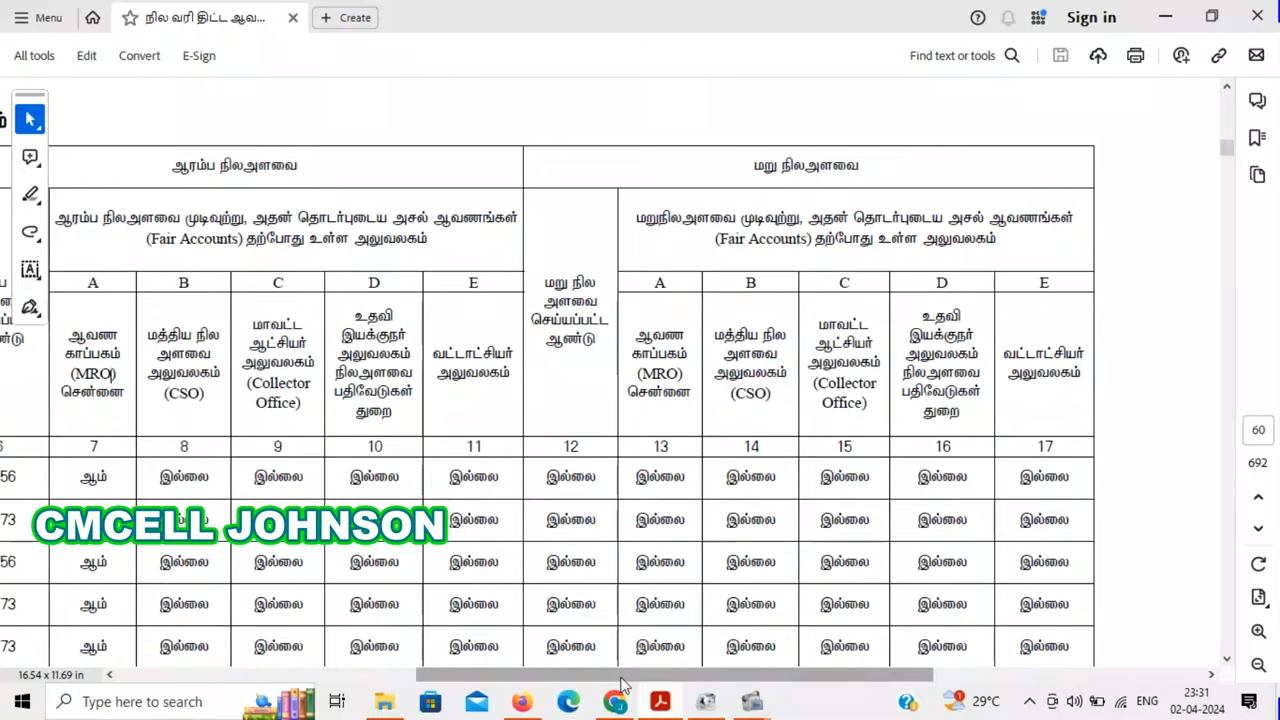 Menu
நில வரி திட்ட ஆவ...
Create
Sign in
All tools Edit Convert E-Sign
Find text or tools
ஆரம்ப நிலஅளவை
மறு நிலஅளவை
ஆரம்ப நிலஅளவை முடிவுற்று, அதன் தொடர்புடைய அசல் ஆவணங்கள்
(Fair Accounts) தற்போது உள்ள அலுவலகம்
மறு நில
அளவை
செய்யப்பட்ட
ஆண்டு
மறுநிலஅளவை முடிவுற்று, அதன் தொடர்புடைய அசல் ஆவணங்கள்
(Fair Accounts) தற்போது உள்ள அலுவலகம்
A B C D E A B C D E
ஆவண
காப்பகம்
(MRO)
சென்னை
மத்திய நில
அளவை
அலுவலகம்
(CSO)
மாவட்ட
ஆட்சியர்
அலுவலகம்
(Collector
Office)
உதவி
இயக்குநர்
அலுவலகம்
நிலஅளவை
பதிவேடுகள்
துறை
வட்டாட்சியர்
அலுவலகம்
ஆவண
காப்பகம்
(MRO)
சென்னை
மத்திய நில
அளவை
அலுவலகம்
(CSO)
மாவட்ட
ஆட்சியர்
அலுவலகம்
(Collector
Office)
உதவி
இயக்குநர்
அலுவலகம்
நிலஅளவை
பதிவேடுகள்
துறை
வட்டாட்சியர்
அலுவலகம்
7 8 9 10 11 12 13 14 15 16 17
56 ஆம் இல்லை இல்லை இல்லை இல்லை இல்லை இல்லை இல்லை இல்லை இல்லை இல்லை
73 இல்லை இல்லை இல்லை இல்லை இல்லை இல்லை இல்லை
CMCELL JOHNSON
56 ஆம் இல்லை இல்லை இல்லை இல்லை இல்லை இல்லை இல்லை இல்லை இல்லை இல்லை
73 ஆம் இல்லை இல்லை இல்லை இல்லை இல்லை இல்லை இல்லை இல்லை இல்லை இல்லை
73 ஆம் இல்லை இல்லை இல்லை இல்லை இல்லை இல்லை இல்லை இல்லை இல்லை இல்லை
60
692
16.54 x 11.69 in
Type here to search
29°C
ENG
23:31
02-04-2024